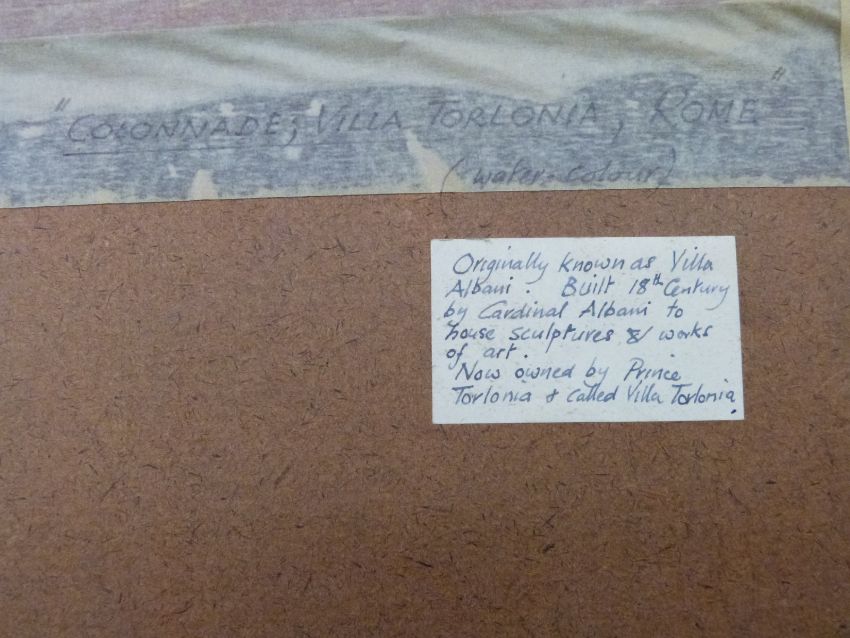 "COLONNADE, VILLA TORLONIA, ROME"
(water-colour)
Originally known as Villa
Albani. Built 18th Century
by Cardinal Albani to
house sculptures & works
of art.
Now owned by Prince
Torlonia & called Villa Torlonia.